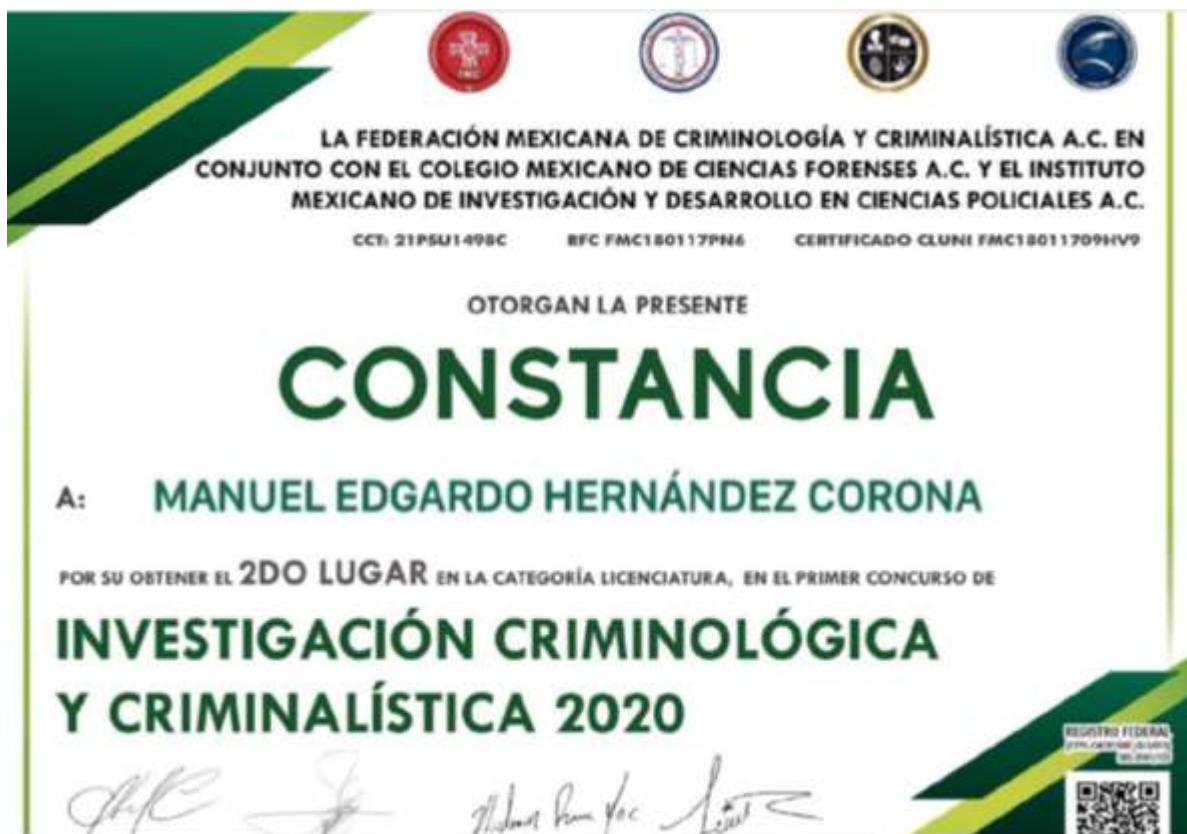 LA FEDERACIÓN MEXICANA DE CRIMINOLOGÍA Y CRIMINALÍSTICA A.C. EN
CONJUNTO CON EL COLEGIO MEXICANO DE CIENCIAS FORENSES A.C. Y EL INSTITUTO
MEXICANO DE INVESTIGACIÓN Y DESARROLLO EN CIENCIAS POLICIALES A.C.
CCT: 21PSU1498C RFC FMC180117PN6 CERTIFICADO CLUNI FMC18011709HV9
OTORGAN LA PRESENTE
CONSTANCIA
A: MANUEL EDGARDO HERNÁNDEZ CORONA
POR SU OBTENER EL 2DO LUGAR EN LA CATEGORÍA LICENCIATURA, EN EL PRIMER CONCURSO DE
INVESTIGACIÓN CRIMINOLÓGICA
Y CRIMINALÍSTICA 2020
REGISTRO FEDERAL